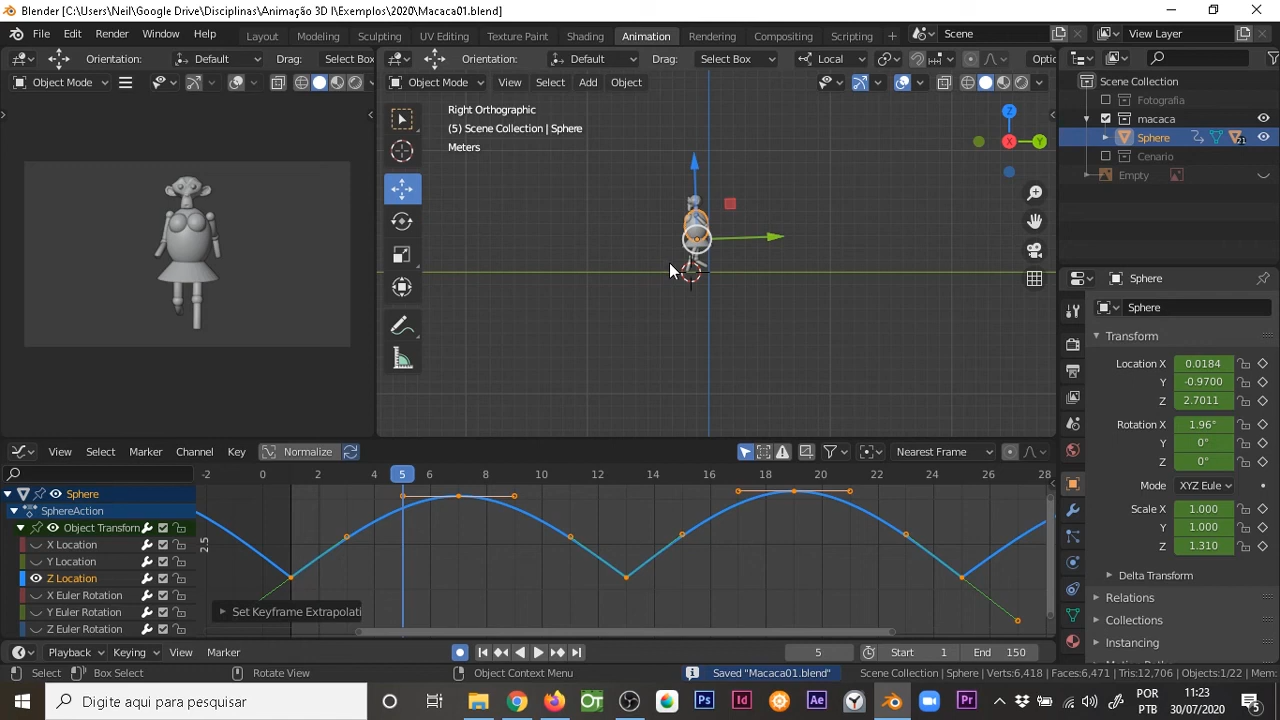 Blender [C:\Users\Neil\Google Drive\Disciplinas\Animação 3D I\Exemplos\2020\Macaca01.blend]
File Edit Render Window Help Layout Modeling Sculpting UV Editing Texture Paint Shading Animation Rendering Compositing Scripting Scene View Layer
Orientation: Default Drag: Select Box Orientation: Default Drag: Select Box Local
Object Mode Object Mode View Select Add Object
Right Orthographic
(5) Scene Collection | Sphere
Meters
Z
X
Y
Scene Collection
Fotografia
macaca
Sphere 21
Cenario
Empty
Sphere
Sphere
Transform
Location X 0.0184
Y -0.9700
Z 2.7011
Rotation X 1.96°
Y 0°
Z 0°
Mode XYZ Eule
Scale X 1.000
Y 1.000
Z 1.310
Delta Transform
Relations
Collections
Instancing
View Select Marker Channel Key Normalize Nearest Frame
-2 0 2 4 5 6 8 10 12 14 16 18 20 22 24 26 28
Sphere
SphereAction
Object Transform
X Location
Y Location
Z Location
X Euler Rotation
Y Euler Rotation
Z Euler Rotation
2.5
Set Keyframe Extrapolati
Playback Keying View Marker 5 Start 1 End 150
Select Box Select Rotate View Object Context Menu Saved "Macaca01.blend" Scene Collection | Sphere | Verts:6,418 | Faces:6,471 | Tris:12,706 | Objects:1/22 | Mem:
Digite aqui para pesquisar
Ps Id Ae Pr
POR
PTB
11:23
30/07/2020
5